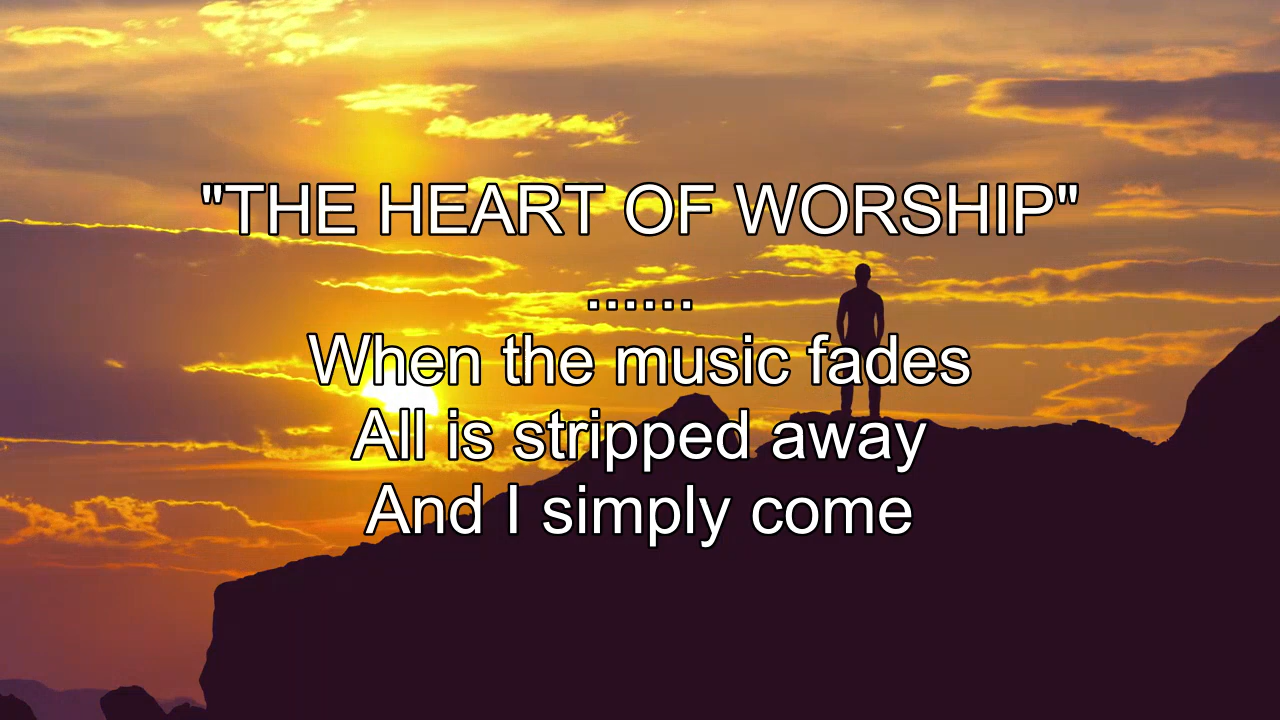 "THE HEART OF WORSHIP"
......
When the music fades
All is stripped away
And I simply come